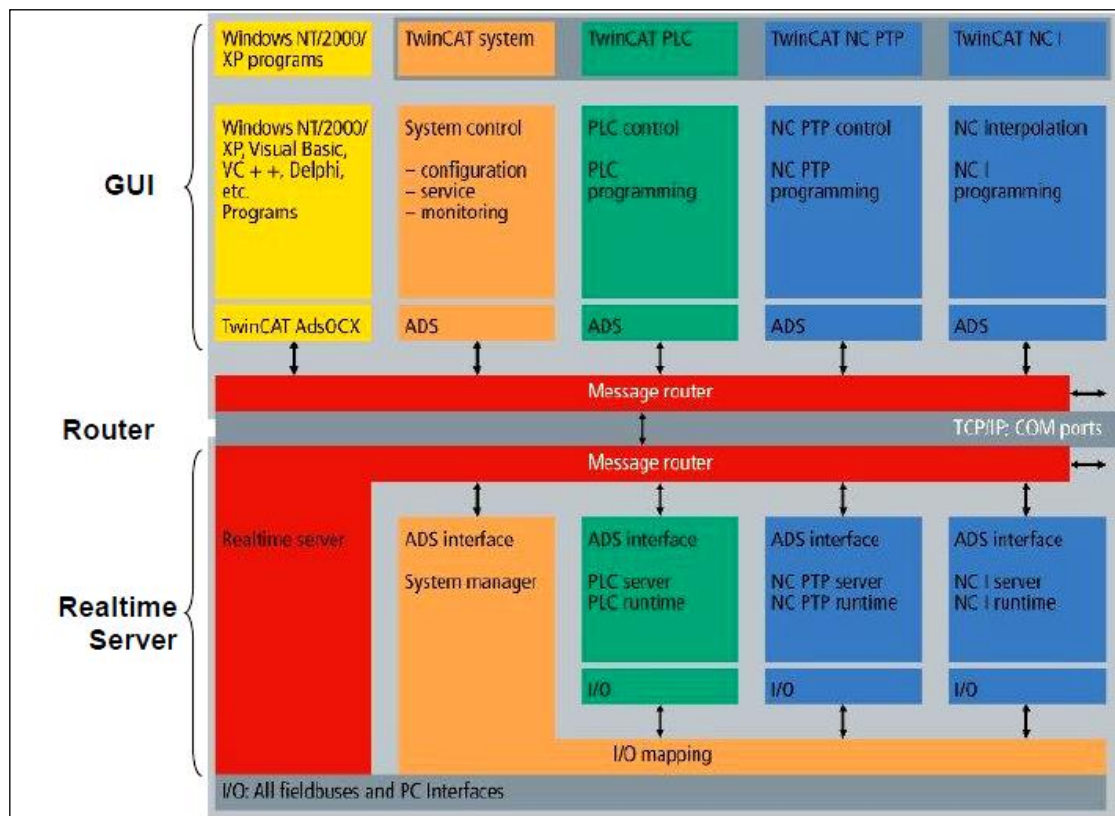 GUI
Windows NT/2000/
XP programs
TwinCAT system
TwinCAT PLC
TwinCAT NC PTP
TwinCAT NC I
Windows NT/2000/
XP, Visual Basic,
VC + +, Delphi,
etc.
Programs
System control
– configuration
– service
– monitoring
PLC control
PLC
programming
NC PTP control
NC PTP
programming
NC Interpolation
NC I
programming
TwinCAT AdsOCX
ADS
ADS
ADS
ADS
Message router
Router
TCP/IP; COM ports
Message router
Realtime
Server
Realtime server
ADS interface
System manager
ADS interface
PLC server
PLC runtime
I/O
ADS interface
NC PTP server
NC PTP runtime
I/O
ADS interface
NC I server
NC I runtime
I/O
I/O mapping
I/O: All fieldbuses and PC Interfaces